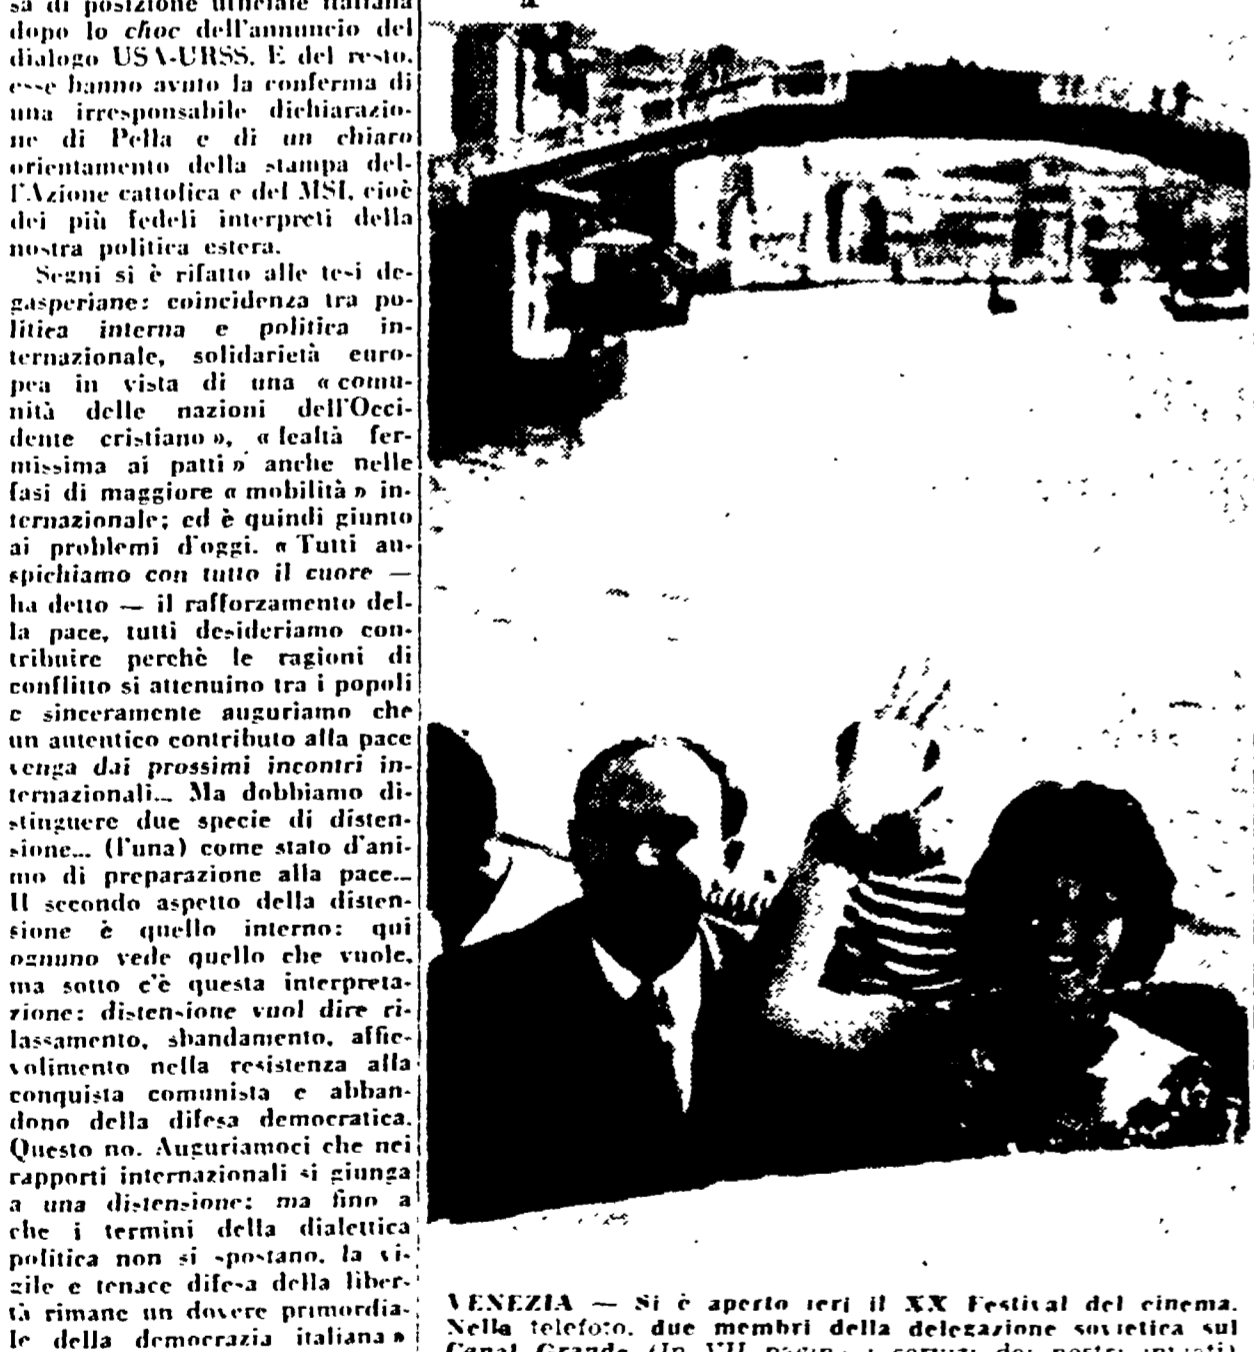 sa di posizione ufficiale italiana
dopo lo choc dell'annuncio del
dialogo USA-URSS. E del resto,
esse hanno avuto la conferma di
una irresponsabile dichiarazio-
ne di Pella e di un chiaro
orientamento della stampa del-
l'Azione cattolica e del MSI, cioè
dei più fedeli interpreti della
nostra politica estera.
Segni si è rifatto alle tesi de-
gasperiane: coincidenza tra po-
litica interna e politica in-
ternazionale, solidarietà euro-
pea in vista di una « comu-
nità delle nazioni dell'Occi-
dente cristiano », « lealtà fer-
missima ai patti » anche nelle
fasi di maggiore « mobilità » in-
ternazionale; ed è quindi giunto
ai problemi d'oggi. « Tutti au-
spichiamo con tutto il cuore —
ha detto — il rafforzamento del-
la pace, tutti desideriamo con-
tribuire perchè le ragioni di
conflitto si attenuino tra i popoli
e sinceramente auguriamo che
un autentico contributo alla pace
venga dai prossimi incontri in-
ternazionali... Ma dobbiamo di-
stinguere due specie di disten-
sione... (l'una) come stato d'ani-
mo di preparazione alla pace...
Il secondo aspetto della disten-
sione è quello interno: qui
ognuno vede quello che vuole,
ma sotto c'è questa interpreta-
zione: distensione vuol dire ri-
lassamento, sbandamento, affie-
volimento nella resistenza alla
conquista comunista e abban-
dono della difesa democratica.
Questo no. Auguriamoci che nei
rapporti internazionali si giunga
a una distensione; ma fino a
che i termini della dialettica
politica non si spostano, la vi-
gile e tenace difesa della liber-
tà rimane un dovere primordia-
le della democrazia italiana »
VENEZIA — Si è aperto ieri il XX Festival del cinema.
Nella telefoto, due membri della delegazione sovietica sul
Canal Grande (In VII pagina i servizi dei nostri inviati)